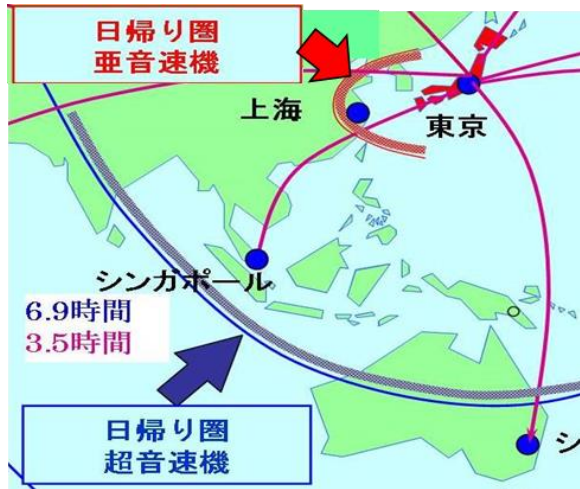 日帰り圏
亜音速機
上海
東京
シンガポール
6.9時間
3.5時間
日帰り圏
超音速機
シ